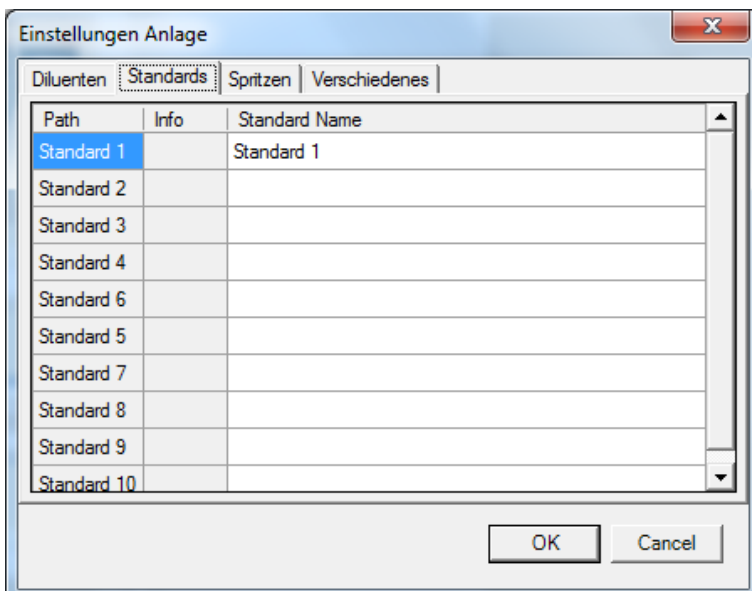 Einstellungen Anlage
Diluenten Standards Spritzen Verschiedenes
Path Info Standard Name
Standard 1 Standard 1
Standard 2
Standard 3
Standard 4
Standard 6
Standard 5
Standard 7
Standard 8
Standard 9
Standard 10
OK Cancel